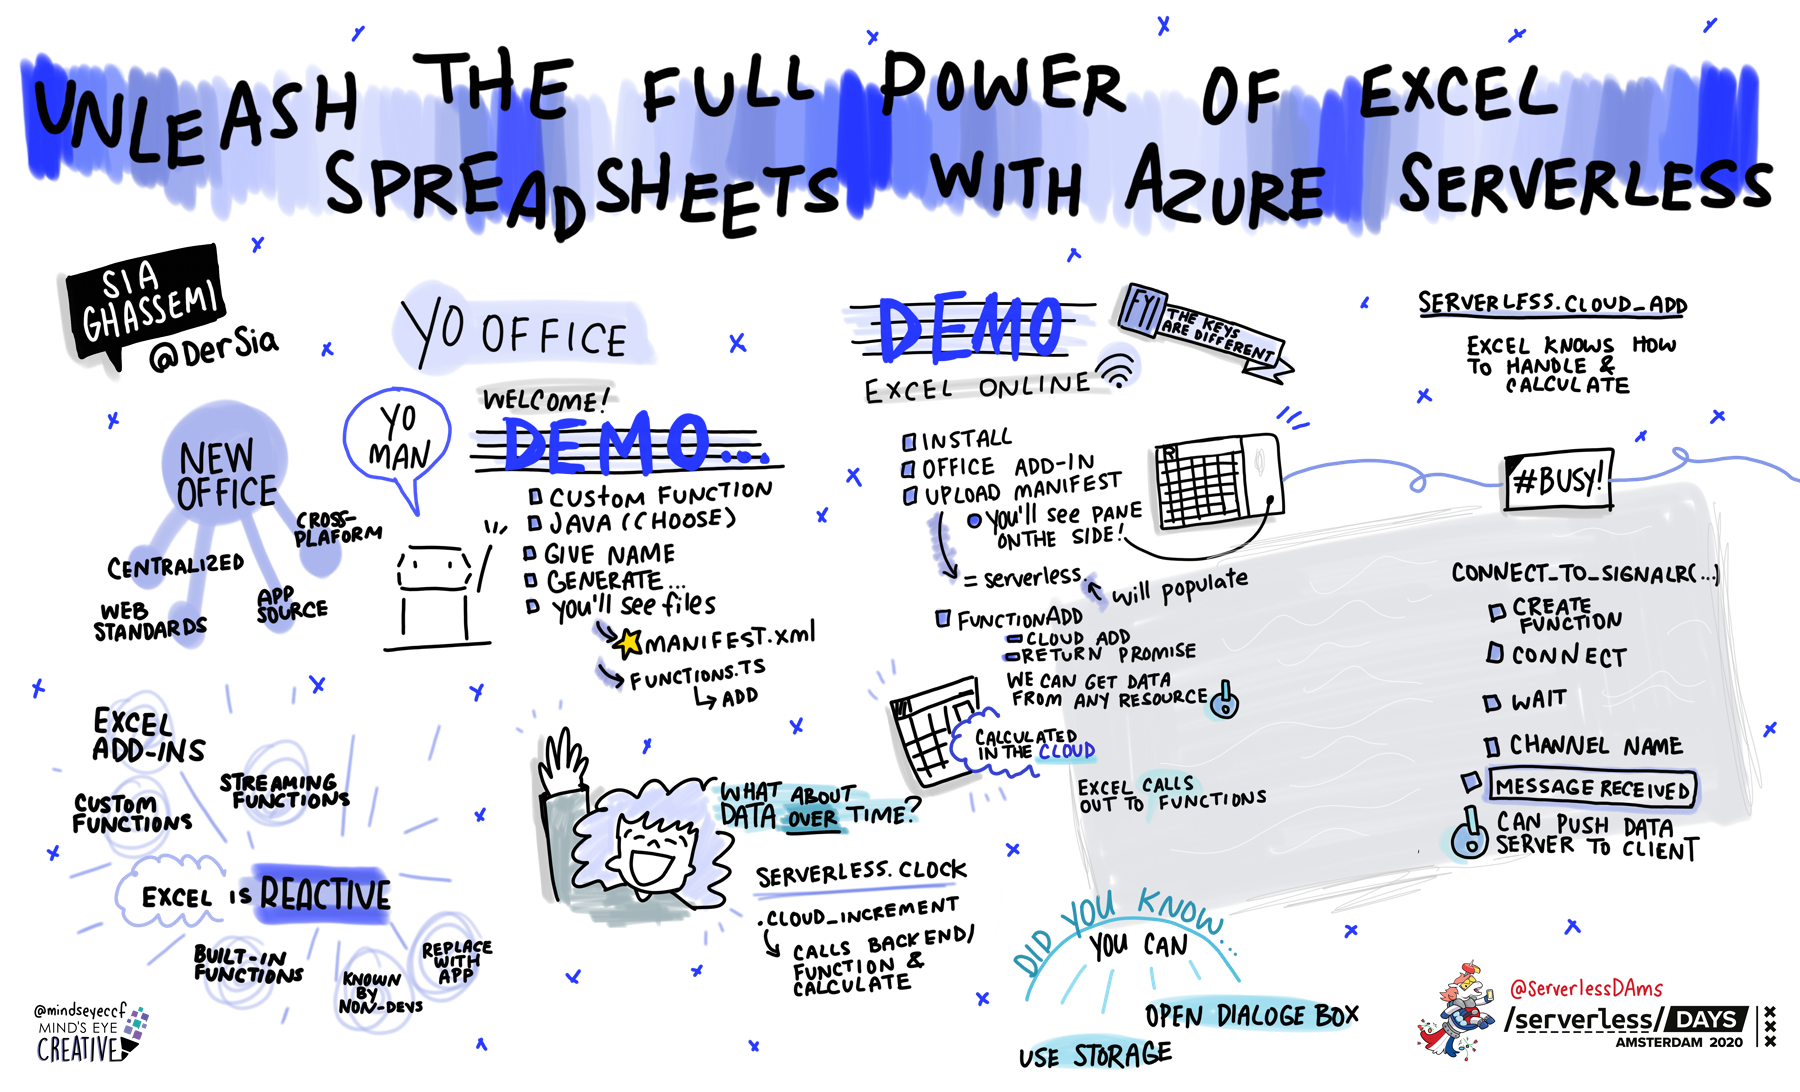 UNLEASH THE FULL POWER OF EXCEL
SPREADSHEETS WITH AZURE SERVERLESS
SIA
GHASSEMI
@DerSia
NEW
OFFICE
CROSS-
PLAFORM
CENTRALIZED
WEB
STANDARDS
APP
SOURCE
YO OFFICE
YO
MAN
WELCOME!
DEMO...
CUSTOM FUNCTION
JAVA (CHOOSE)
GIVE NAME
GENERATE...
you'll see files
MANIFEST.xml
FUNCTIONS.TS
ADD
EXCEL
ADD-INS
STREAMING
FUNCTIONS
CUSTOM
FUNCTIONS
EXCEL IS REACTIVE
BUILT-IN
FUNCTIONS
KNOWN
BY
NON-DEVS
REPLACE
WITH
APP
WHAT ABOUT
DATA OVER TIME?
SERVERLESS.CLOCK
.CLOUD_INCREMENT
CALLS BACKEND/
FUNCTION &
CALCULATE
DEMO
EXCEL ONLINE
FYI
THE KEYS
ARE DIFFERENT
INSTALL
OFFICE ADD-IN
UPLOAD MANIFEST
YOU'll see PANE
ON THE SIDE!
= serverless.
will populate
FUNCTIONADD
CLOUD ADD
RETURN PROMISE
WE CAN GET DATA
FROM ANY RESOURCE
CALCULATED
IN THE CLOUD
EXCEL CALLS
OUT TO FUNCTIONS
DID YOU KNOW...
YOU CAN
OPEN DIALOGE BOX
USE STORAGE
SERVERLESS.CLOUD_ADD
EXCEL KNOWS HOW
TO HANDLE &
CALCULATE
#BUSY!
CONNECT_TO_SIGNALR(...)
CREATE
FUNCTION
CONNECT
WAIT
CHANNEL NAME
MESSAGE RECEIVED
CAN PUSH DATA
SERVER TO CLIENT
@mindseyeccf
MIND'S EYE
CREATIVE
@ServerlessDAms
/serverless/DAYS
AMSTERDAM 2020